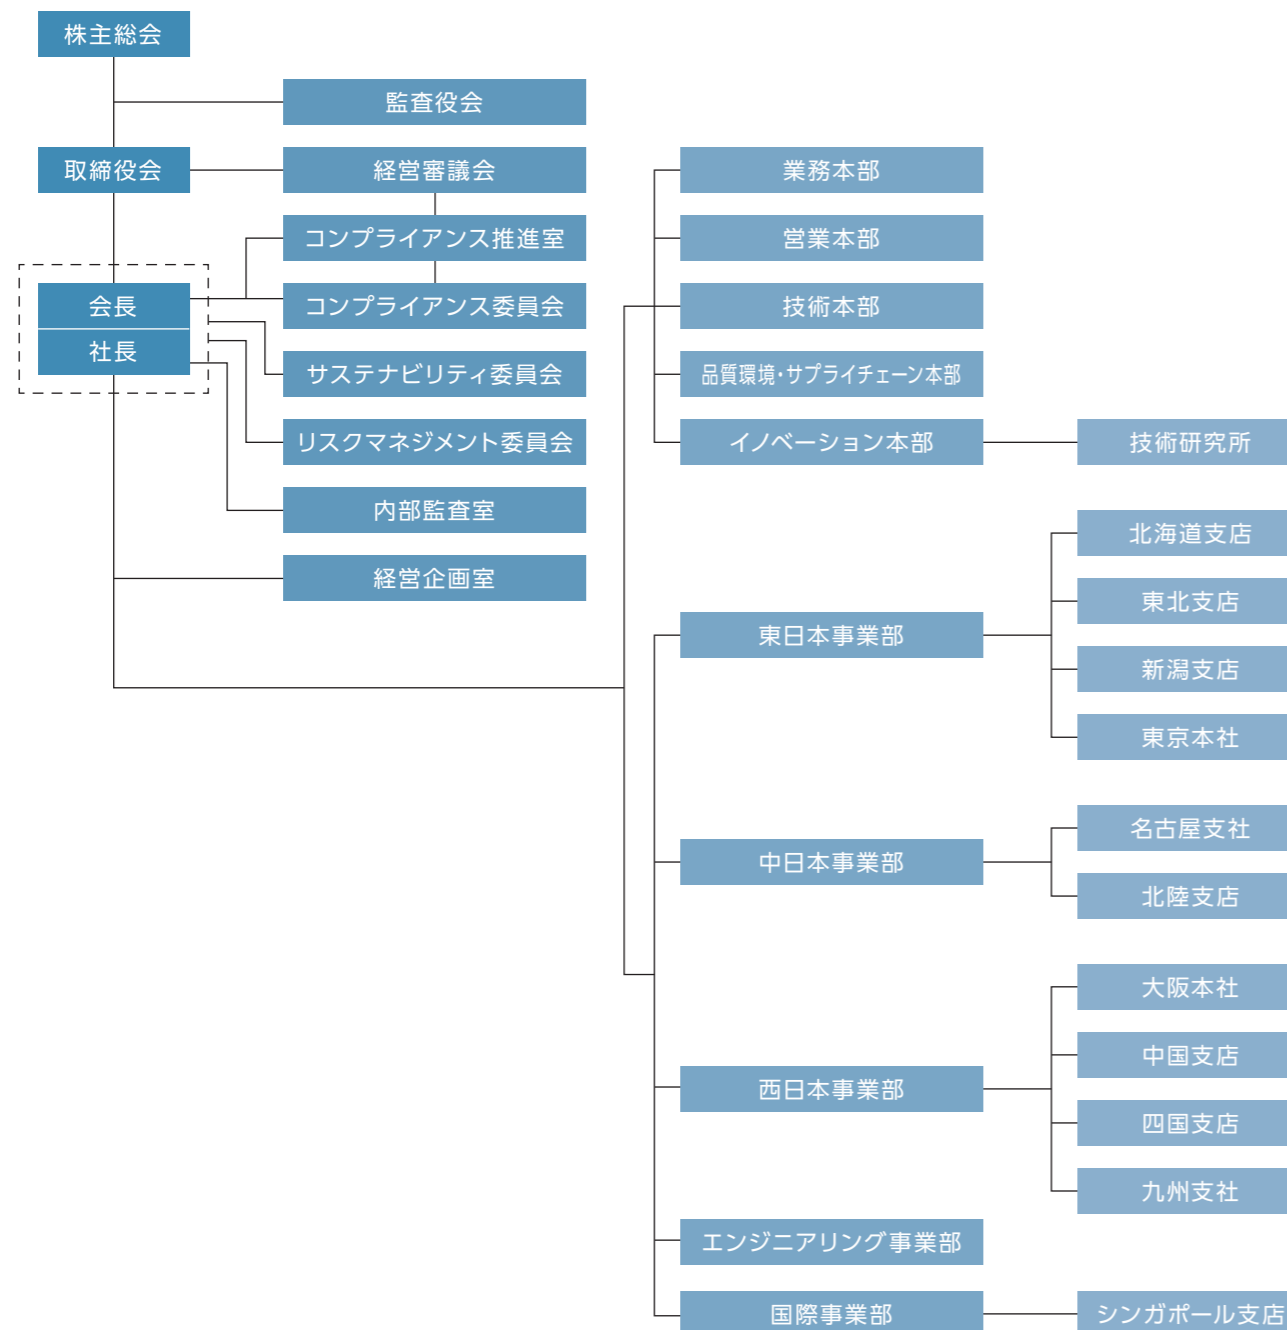 株主総会
監査役会
取締役会
経営審議会
コンプライアンス推進室
会長
社長
コンプライアンス委員会
サステナビリティ委員会
リスクマネジメント委員会
内部監査室
経営企画室
業務本部
営業本部
技術本部
品質環境・サプライチェーン本部
イノベーション本部
技術研究所
東日本事業部
北海道支店
東北支店
新潟支店
東京本社
中日本事業部
名古屋支社
北陸支店
西日本事業部
大阪本社
中国支店
四国支店
九州支社
エンジニアリング事業部
国際事業部
シンガポール支店